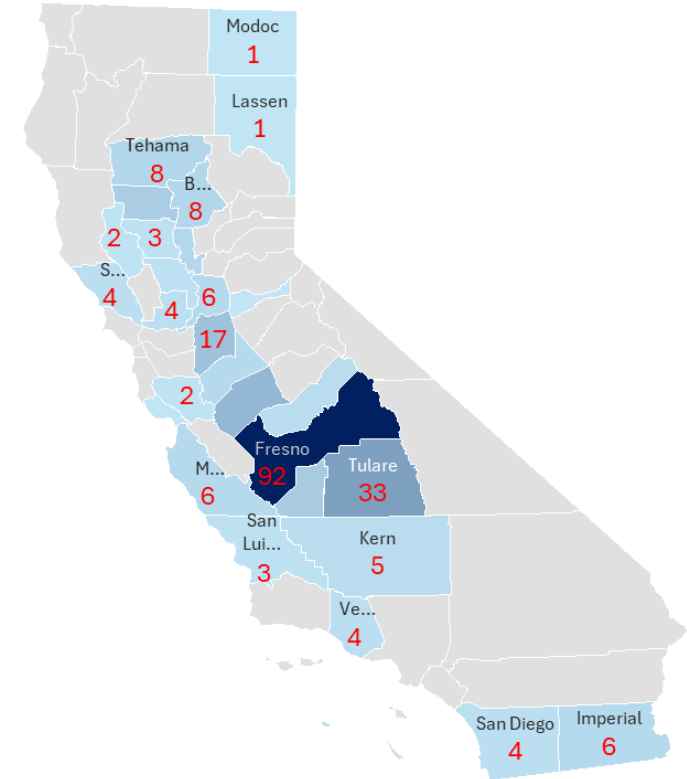 Modoc
1
Lassen
1
Tehama
8
B...
8
2
3
S...
4
4
6
17
2
Fresno
92
Tulare
33
M...
6
San
Lui...
3
Kern
5
Ve...
4
San Diego
4
Imperial
6